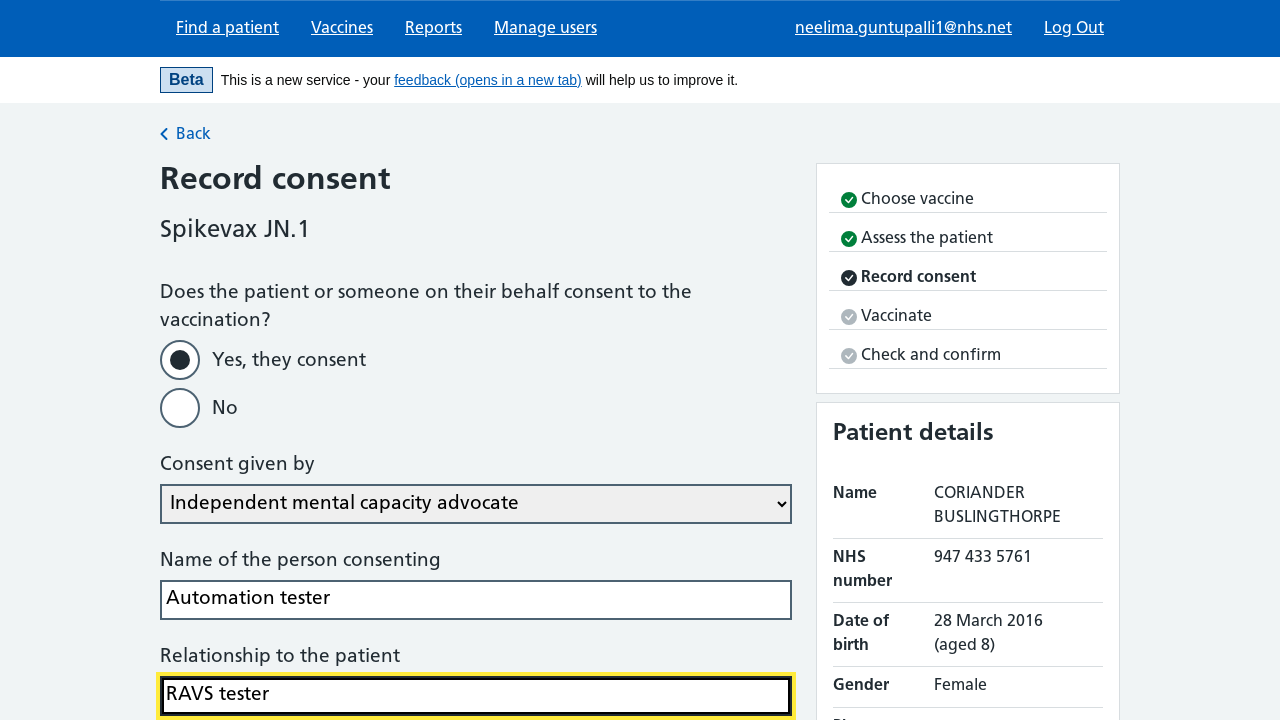 Find a patient
Vaccines
Reports
Manage users
neelima.guntupalli1@nhs.net
Log Out
Beta
This is a new service - your feedback (opens in a new tab) will help us to improve it.
Back
Record consent
Spikevax JN.1
Does the patient or someone on their behalf consent to the
vaccination?
Yes, they consent
No
Consent given by
Independent mental capacity advocate
Name of the person consenting
Automation tester
Relationship to the patient
RAVS tester
Choose vaccine
Assess the patient
Record consent
Vaccinate
Check and confirm
Patient details
Name CORIANDER
BUSLINGTHORPE
NHS 947 433 5761
number
Date of 28 March 2016
birth (aged 8)
Gender Female